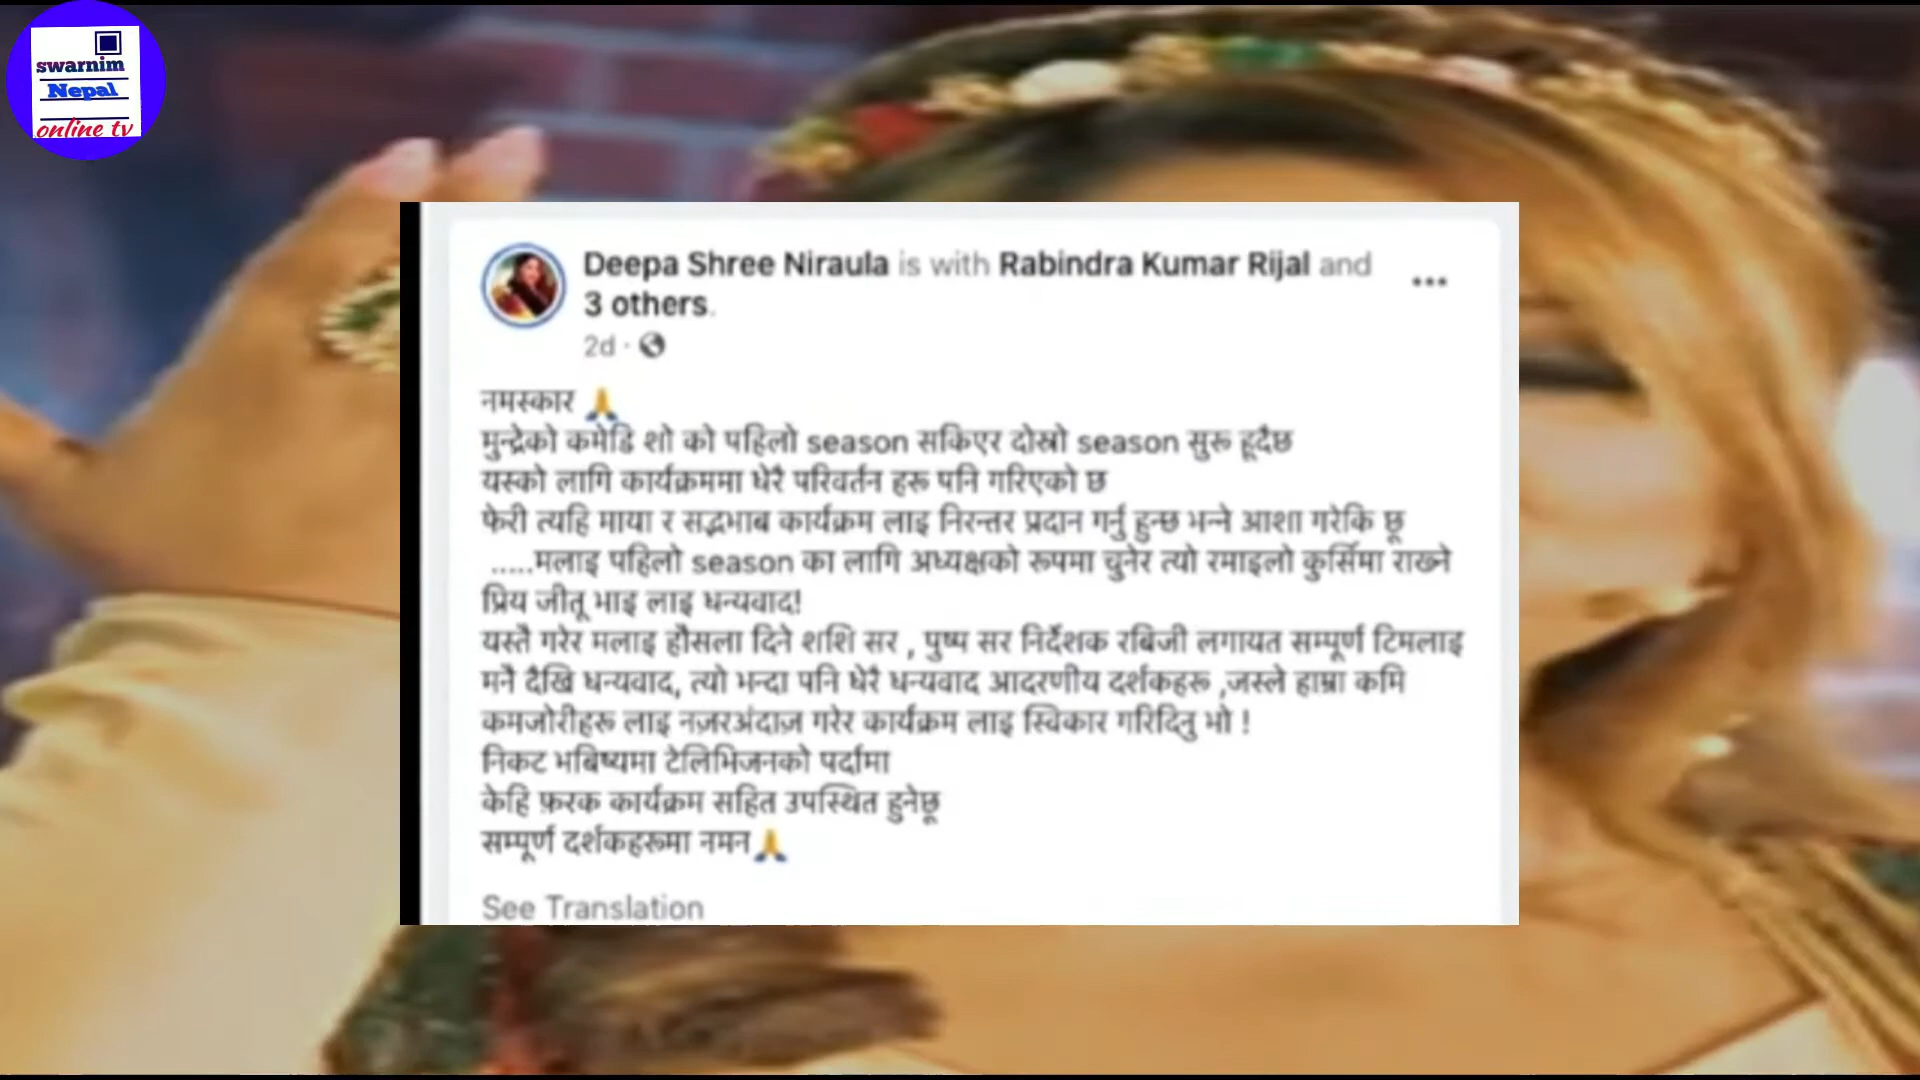 swarnim
Nepal
online tv
Deepa Shree Niraula is with Rabindra Kumar Rijal and
3 others.
2d ·
नमस्कार 🙏
मुन्द्रेको कमेडि शो को पहिलो season सकिएर दोस्रो season सुरू हूदैछ
यस्को लागि कार्यक्रममा धेरै परिवर्तन हरू पनि गरिएको छ
फेरी त्यहि माया र सद्भभाब कार्यक्रम लाइ निरन्तर प्रदान गर्नु हुन्छ भन्ने आशा गरेकि छू
.....मलाइ पहिलो season का लागि अध्यक्षको रूपमा चुनेर त्यो रमाइलो कुर्सिमा राख्ने
प्रिय जीतू भाइ लाइ धन्यवाद!
यस्तै गरेर मलाइ हौसला दिने शशि सर , पुष्प सर निर्देशक रबिजी लगायत सम्पूर्ण टिमलाइ
मनै दैखि धन्यवाद, त्यो भन्दा पनि धेरै धन्यवाद आदरणीय दर्शकहरू ,जस्ले हाम्रा कमि
कमजोरीहरू लाइ नज़रअंदाज़ गरेर कार्यक्रम लाइ स्विकार गरिदिनु भो !
निकट भबिष्यमा टेलिभिजनको पर्दामा
केहि फ़रक कार्यक्रम सहित उपस्थित हुनेछू
सम्पूर्ण दर्शकहरूमा नमन🙏
See Translation